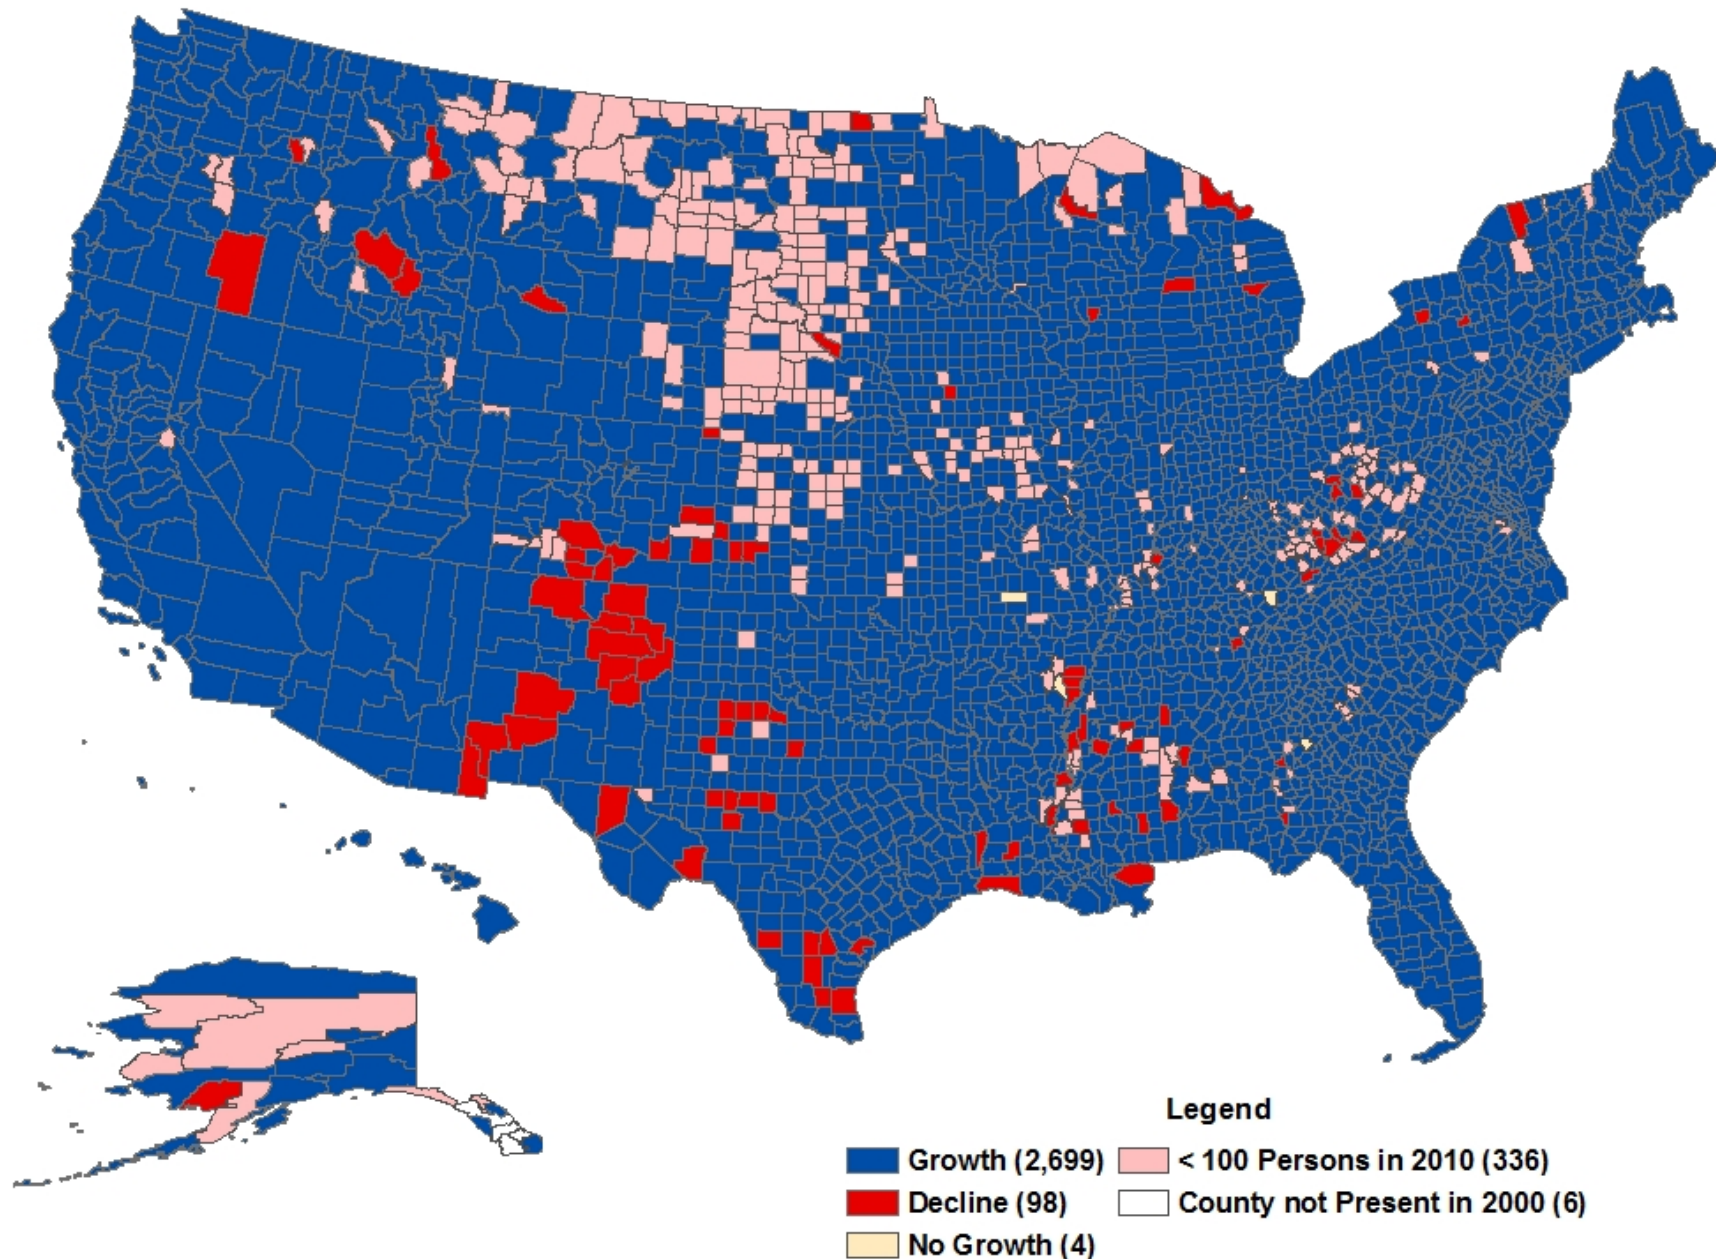 Legend
Growth (2,699)
< 100 Persons in 2010 (336)
Decline (98)
County not Present in 2000 (6)
No Growth (4)